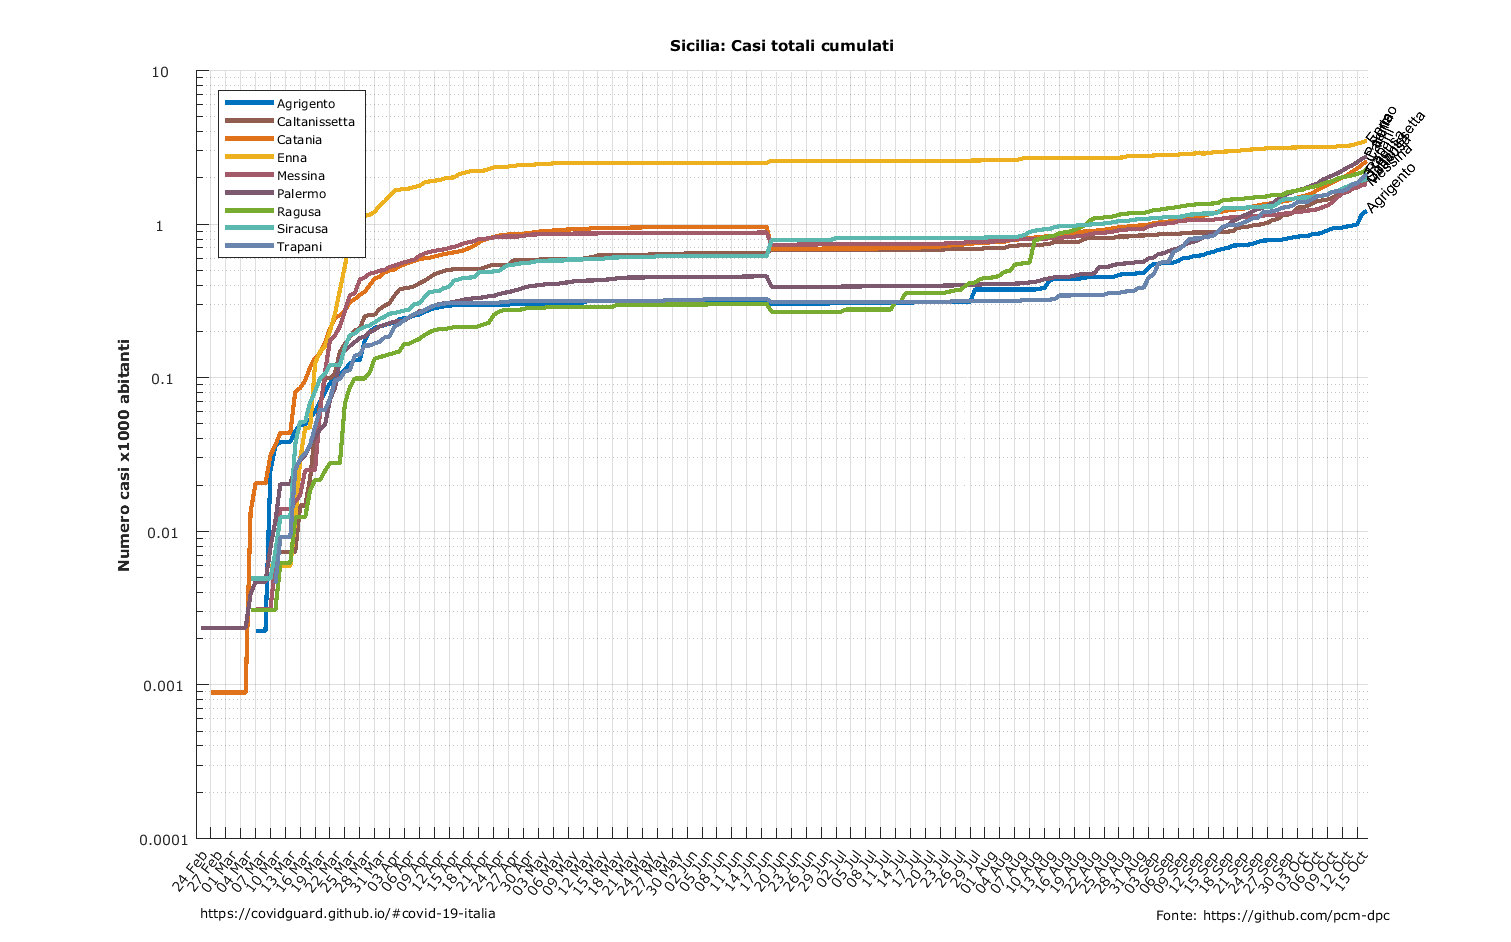 Sicilia: Casi totali cumulati
10
1
0.1
0.01
0.001
0.0001
Numero casi x1000 abitanti
Agrigento
Caltanissetta
Catania
Enna
Messina
Palermo
Ragusa
Siracusa
Trapani
Enna
Messina
Agrigento
24 Feb
27 Feb
01 Mar
04 Mar
07 Mar
10 Mar
13 Mar
16 Mar
19 Mar
22 Mar
25 Mar
28 Mar
31 Mar
03 Apr
06 Apr
09 Apr
12 Apr
15 Apr
18 Apr
21 Apr
24 Apr
27 Apr
30 Apr
03 May
06 May
09 May
12 May
15 May
18 May
21 May
24 May
27 May
30 May
02 Jun
05 Jun
08 Jun
11 Jun
14 Jun
17 Jun
20 Jun
23 Jun
26 Jun
29 Jun
02 Jul
05 Jul
08 Jul
11 Jul
14 Jul
17 Jul
20 Jul
23 Jul
26 Jul
29 Jul
01 Aug
04 Aug
07 Aug
10 Aug
13 Aug
16 Aug
19 Aug
22 Aug
25 Aug
28 Aug
31 Aug
03 Sep
06 Sep
09 Sep
12 Sep
15 Sep
18 Sep
21 Sep
24 Sep
27 Sep
30 Sep
03 Oct
06 Oct
09 Oct
12 Oct
15 Oct
https://covidguard.github.io/#covid-19-italia
Fonte: https://github.com/pcm-dpc